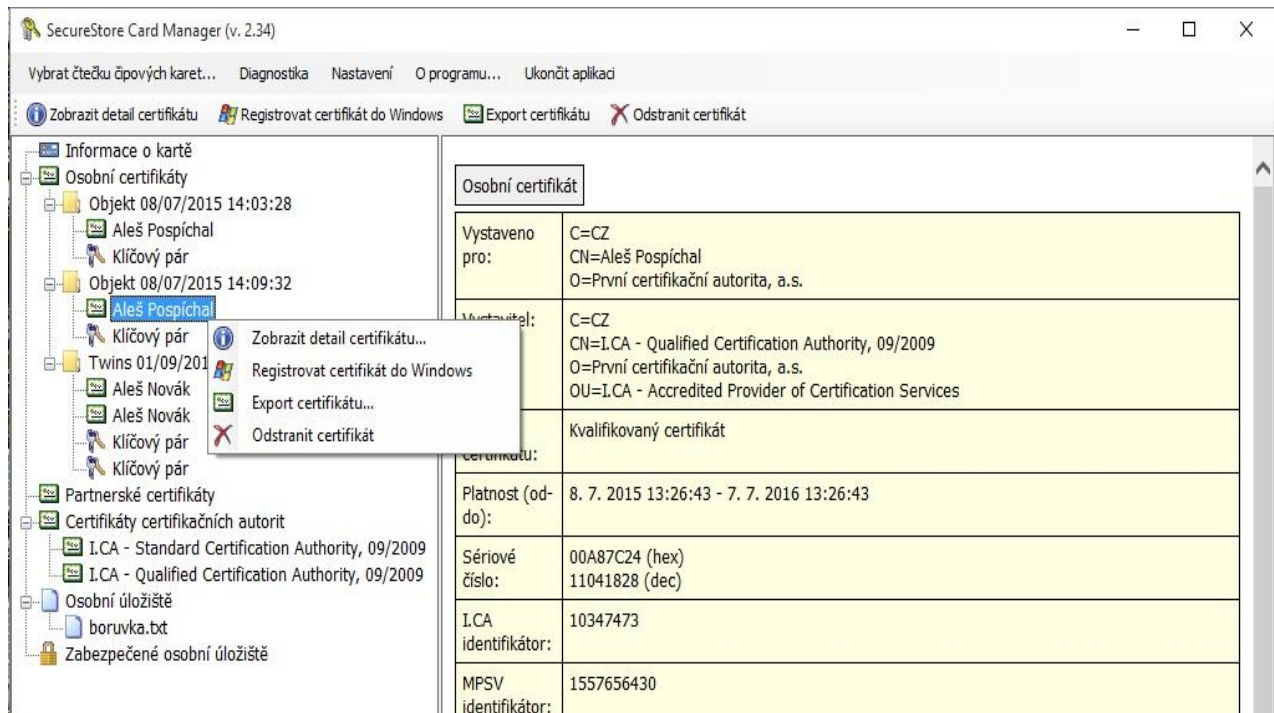 SecureStore Card Manager (v. 2.34)
Vybrat čtečku čipových karet... Diagnostika Nastavení O programu... Ukončit aplikaci
Zobrazit detail certifikátu Registrovat certifikát do Windows Export certifikátu Odstranit certifikát
Informace o kartě
Osobní certifikáty
Objekt 08/07/2015 14:03:28
Aleš Pospíchal
Klíčový pár
Objekt 08/07/2015 14:09:32
Aleš Pospíchal
Klíčový pár
Twins 01/09/201
Aleš Novák
Aleš Novák
Klíčový pár
Klíčový pár
Partnerské certifikáty
Certifikáty certifikačních autorit
I.CA - Standard Certification Authority, 09/2009
I.CA - Qualified Certification Authority, 09/2009
Osobní úložiště
boruvka.txt
Zabezpečené osobní úložiště
Zobrazit detail certifikátu...
Registrovat certifikát do Windows
Export certifikátu...
Odstranit certifikát
Osobní certifikát
Vystaveno
pro:
C=CZ
CN=Aleš Pospíchal
O=První certifikační autorita, a.s.
C=CZ
CN=I.CA - Qualified Certification Authority, 09/2009
O=První certifikační autorita, a.s.
OU=I.CA - Accredited Provider of Certification Services
Kvalifikovaný certifikát
Platnost (od-
do):
8. 7. 2015 13:26:43 - 7. 7. 2016 13:26:43
Sériové
číslo:
00A87C24 (hex)
11041828 (dec)
I.CA
identifikátor:
10347473
MPSV
identifikátor:
1557656430